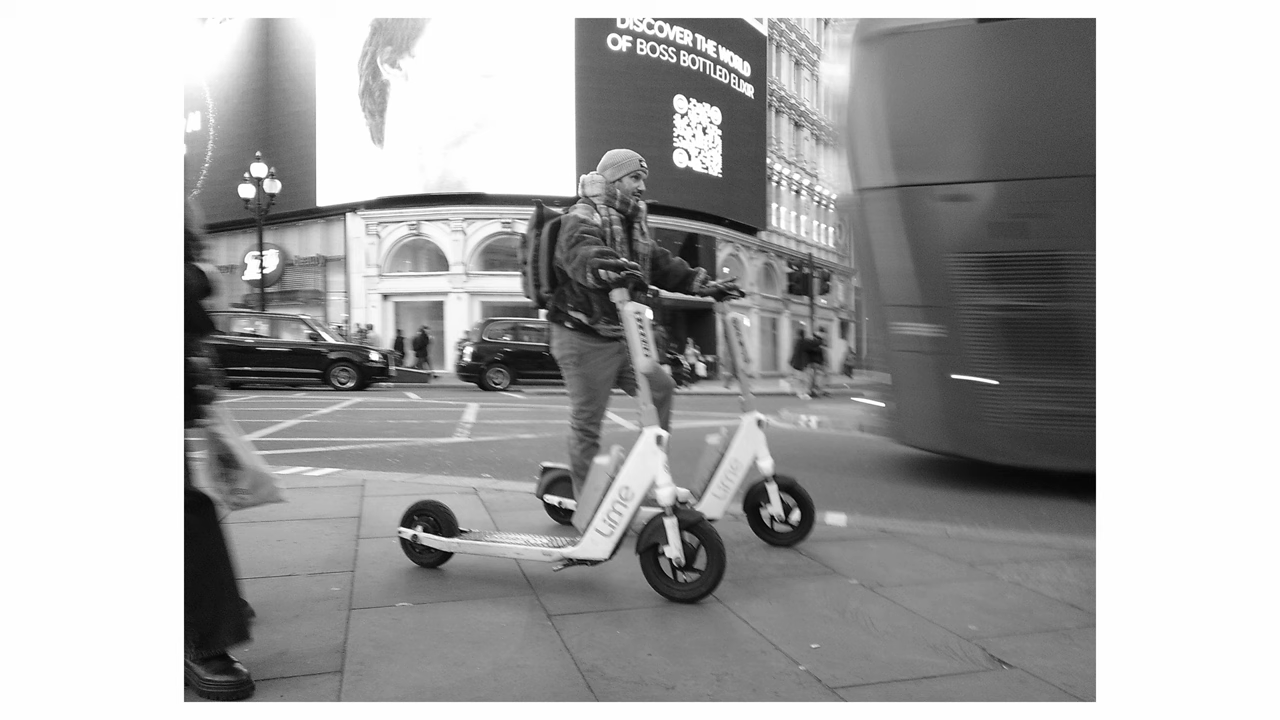 DISCOVER THE WORLD
OF BOSS BOTTLED ELIXIR
Lime
Lime